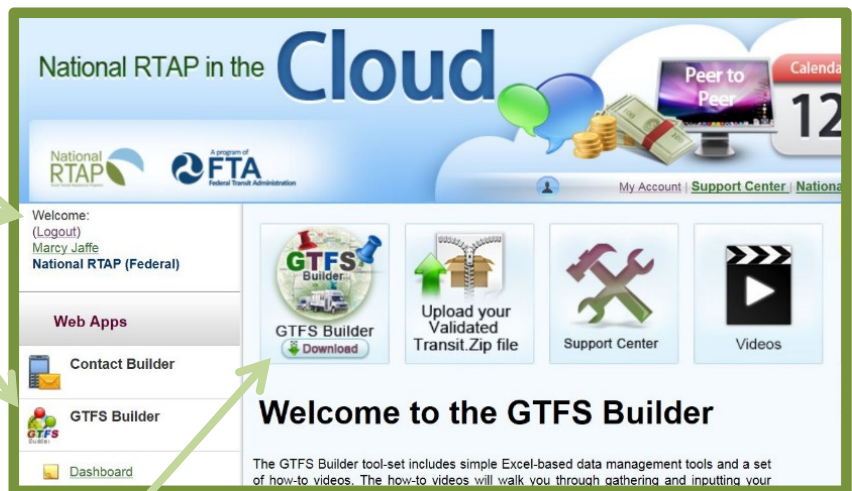 National RTAP in the Cloud
Peer to
Peer
Calenda
12
National
RTAP
A program of
FTA
Federal Transit Administration
My Account | Support Center | Nationa
Welcome:
(Logout)
Marcy Jaffe
National RTAP (Federal)
Web Apps
Contact Builder
GTFS
Builder
GTFS Builder
Dashboard
GTFS
Builder
GTFS Builder
Download
Upload your
Validated
Transit.Zip file
Support Center
Videos
Welcome to the GTFS Builder
The GTFS Builder tool-set includes simple Excel-based data management tools and a set
of how-to videos. The how-to videos will walk you through gathering and inputting your